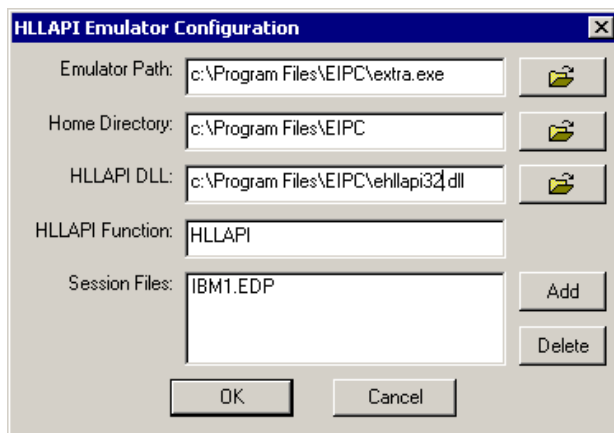 HLLAPI Emulator Configuration
Emulator Path: c:\Program Files\EIPC\extra.exe
Home Directory: c:\Program Files\EIPC
HLLAPI DLL: c:\Program Files\EIPC\ehllapi32.dll
HLLAPI Function: HLLAPI
Session Files: IBM1.EDP
Add
Delete
OK Cancel